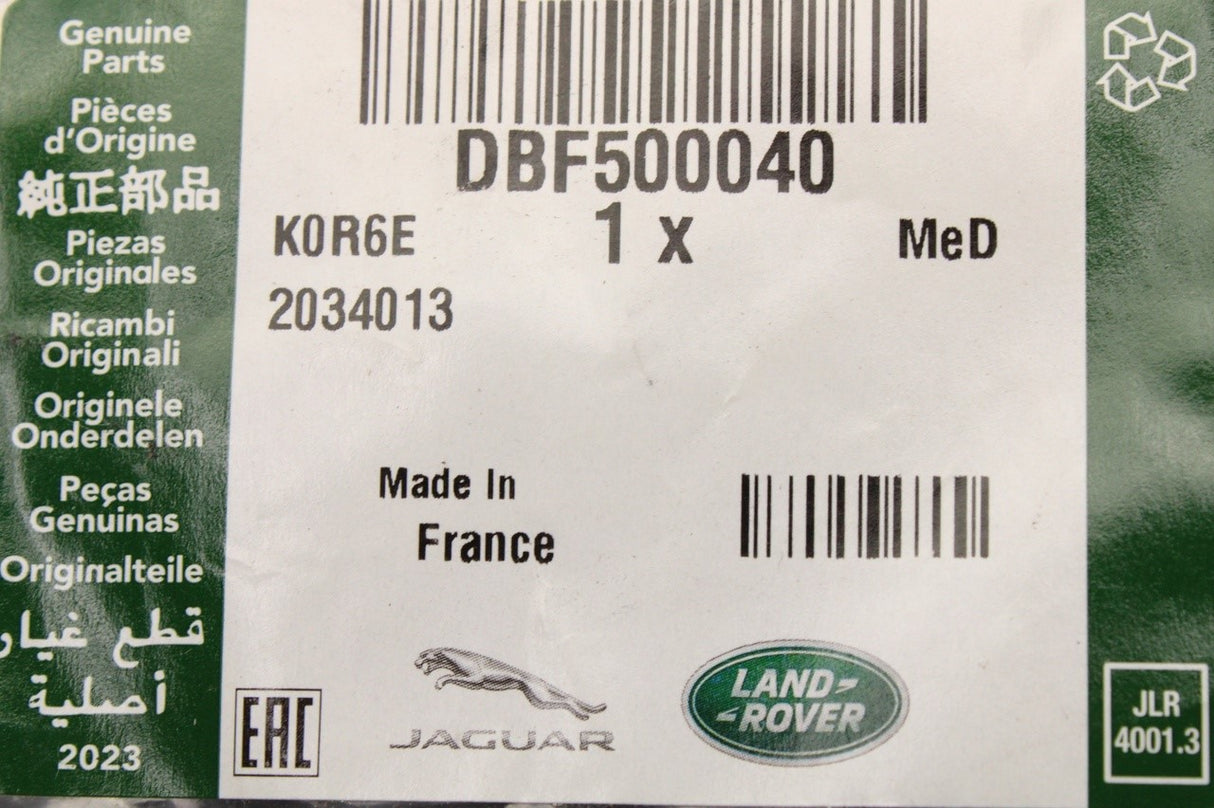 Genuine
Parts
Pièces
d'Origine
純正部品
Piezas
Originales
Ricambi
Originali
Originele
Onderdelen
Peças
Genuinas
Originalteile
قطع غيار
أصلية
2023
DBF500040
K0R6E 1 x MeD
2034013
Made In
France
EAC
JAGUAR
LAND-
-ROVER
JLR
4001.3